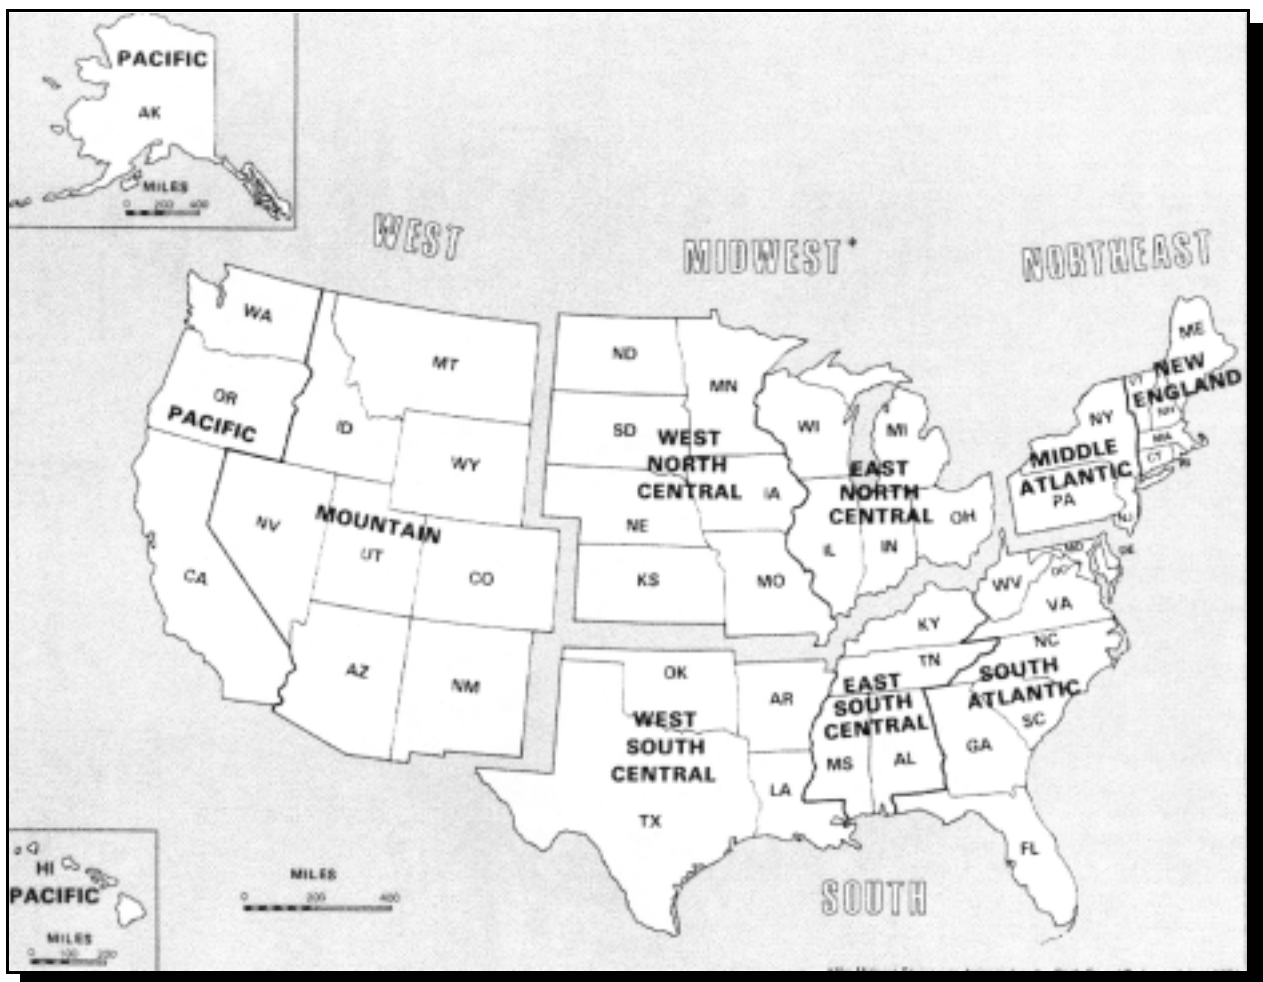 PACIFIC
AK
MILES
0 200 400
WEST
MIDWEST*
NORTHEAST
WA
MT
ND
MN
ME
OR
PACIFIC
ID
WY
SD
WI
MI
NY
VT
NEW
ENGLAND
NH
MA
CT
RI
WEST
NORTH
CENTRAL
IA
EAST
NORTH
CENTRAL
OH
MIDDLE
ATLANTIC
PA
NJ
NV
MOUNTAIN
UT
CO
CA
NE
KS
MO
IL
IN
WV
MD
DE
DC
VA
KY
NC
TN
AZ
NM
OK
AR
EAST
SOUTH
CENTRAL
SOUTH
ATLANTIC
SC
WEST
SOUTH
CENTRAL
TX
LA
MS
AL
GA
FL
SOUTH
HI
PACIFIC
MILES
0 100 200
MILES
0 200 400